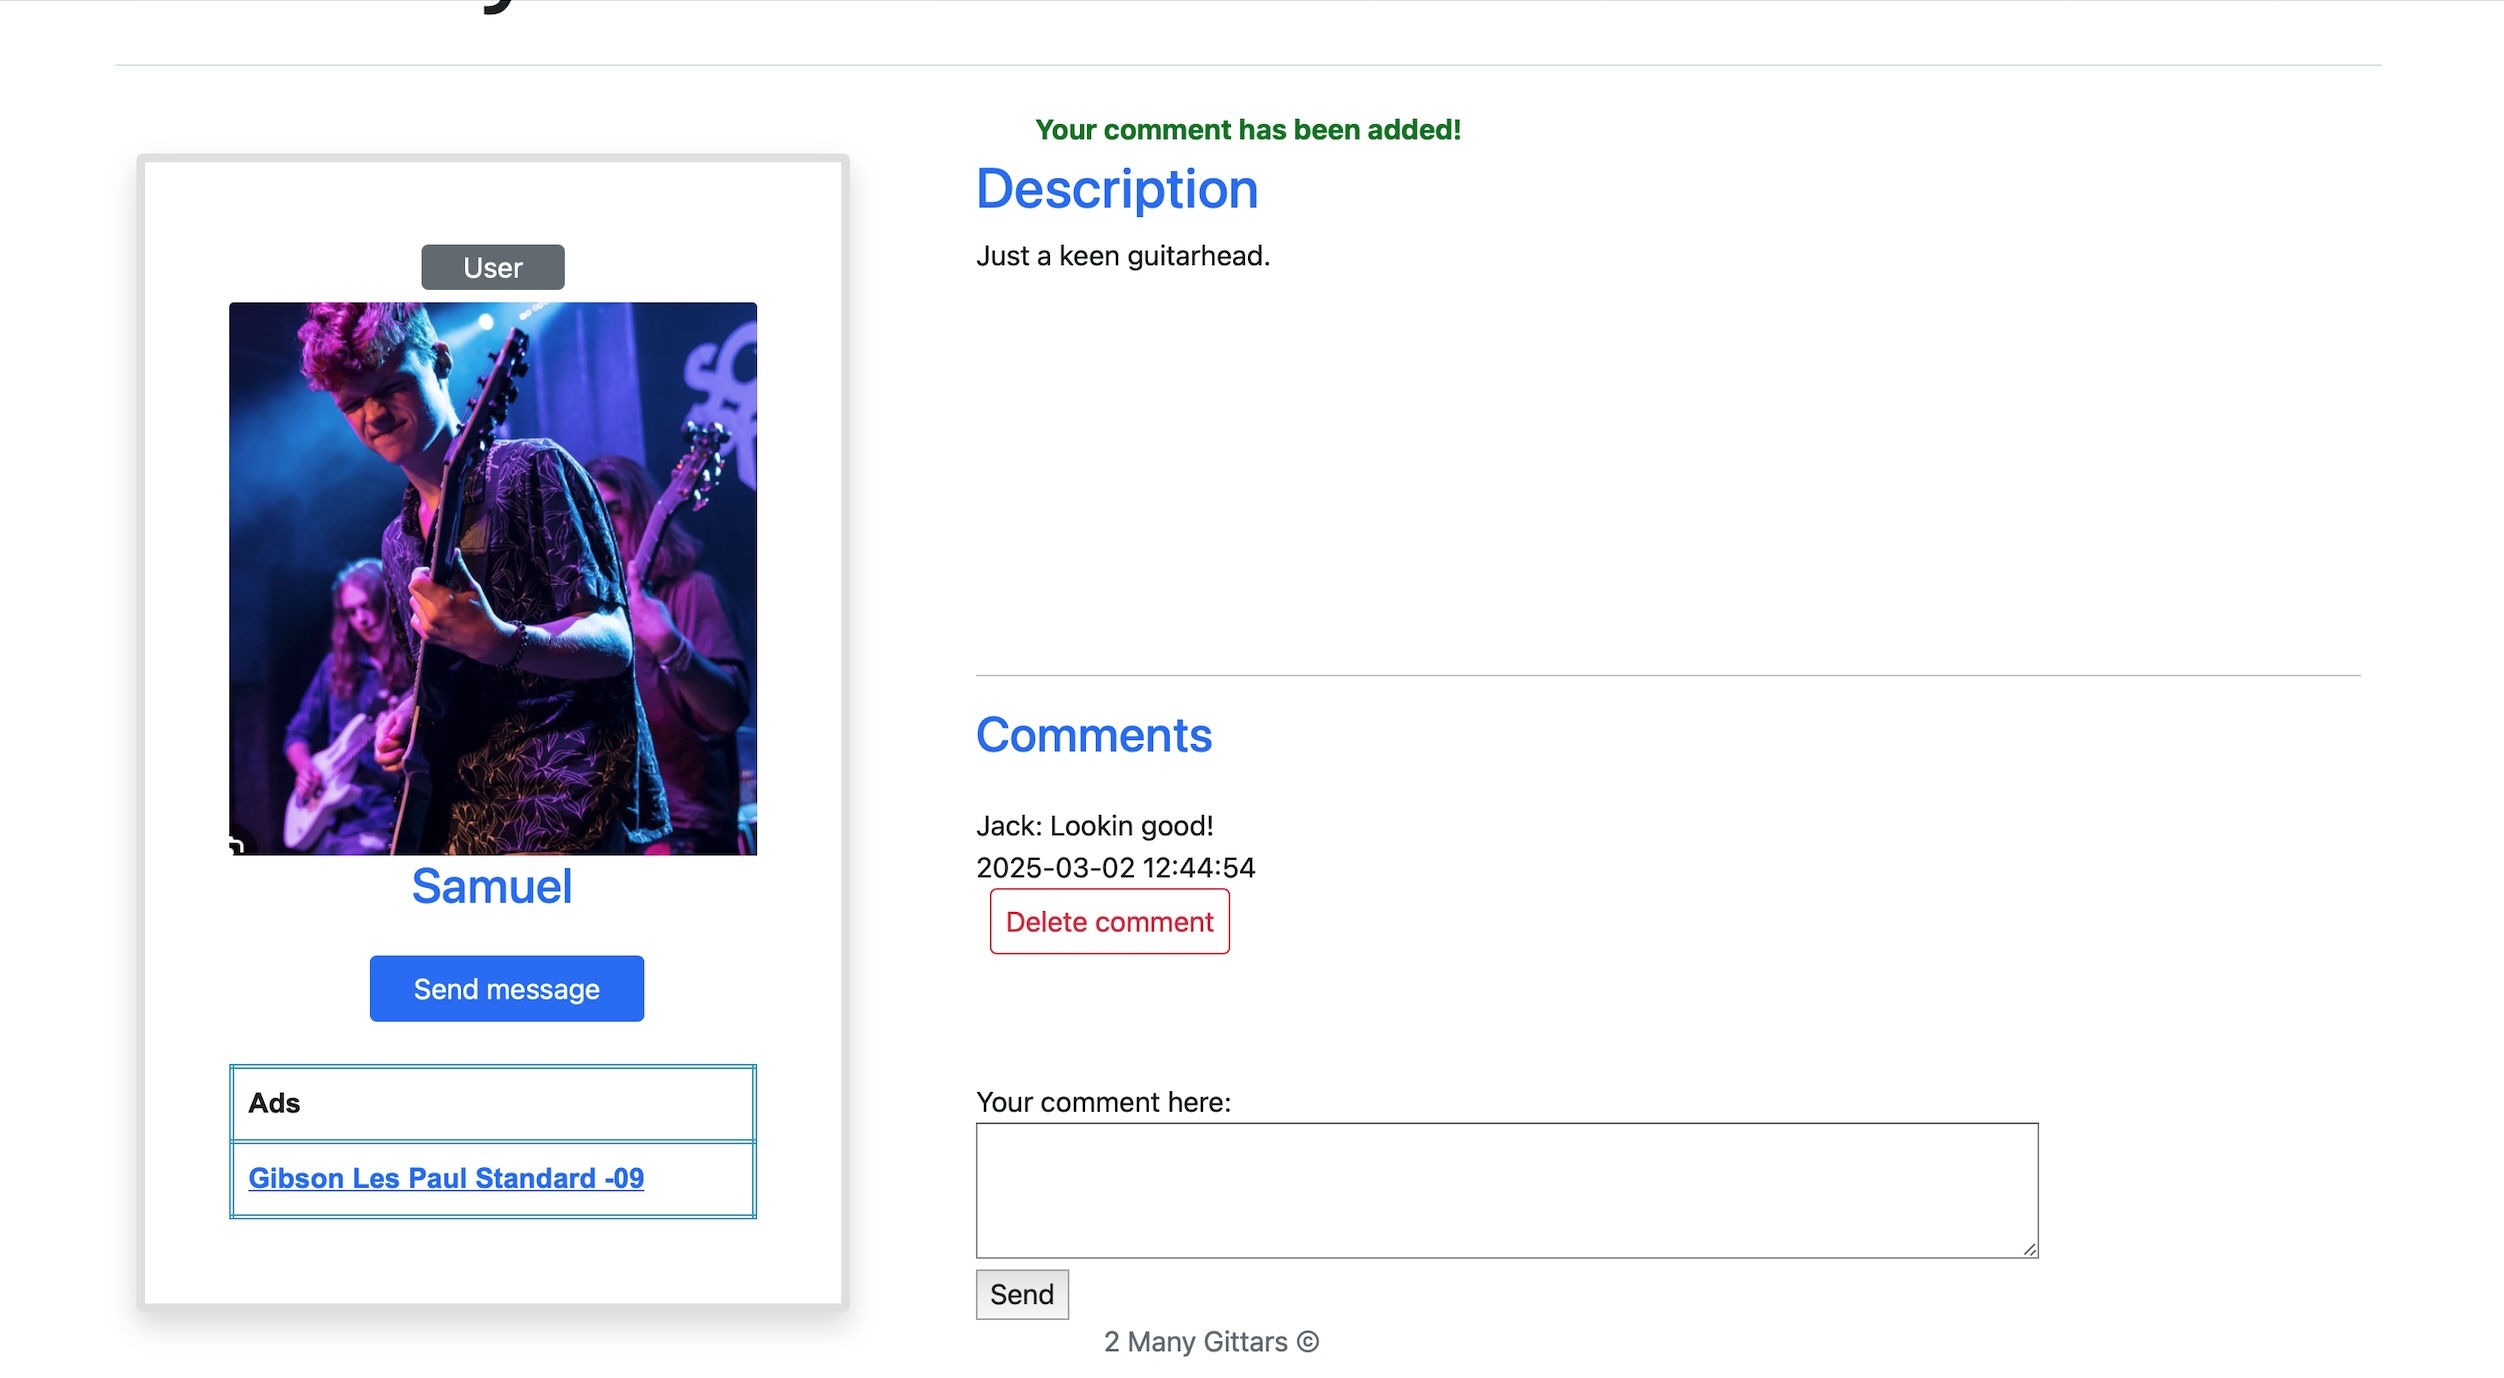 Your comment has been added!
User
Samuel
Send message
Ads
Gibson Les Paul Standard -09
Description
Just a keen guitarhead.
Comments
Jack: Lookin good!
2025-03-02 12:44:54
Delete comment
Your comment here:
Send
2 Many Gittars ©